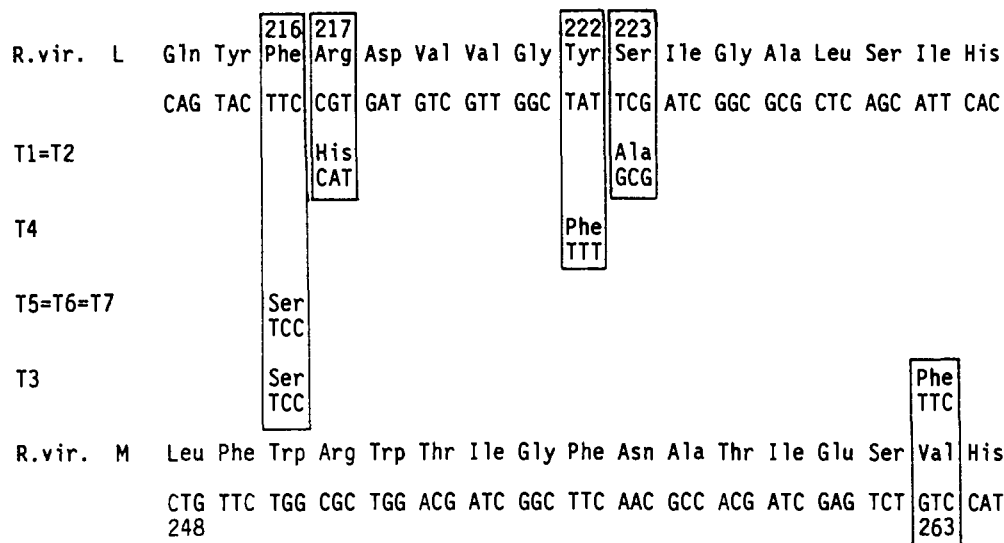 216 217 222 223
R.vir. L Gln Tyr Phe Arg Asp Val Val Gly Tyr Ser Ile Gly Ala Leu Ser Ile His
CAG TAC TTC CGT GAT GTC GTT GGC TAT TCG ATC GGC GCG CTC AGC ATT CAC
T1=T2 His Ala
CAT GCG
T4 Phe
TTT
T5=T6=T7 Ser
TCC
T3 Ser Phe
TCC TTC
R.vir. M Leu Phe Trp Arg Trp Thr Ile Gly Phe Asn Ala Thr Ile Glu Ser Val His
CTG TTC TGG CGC TGG ACG ATC GGC TTC AAC GCC ACG ATC GAG TCT GTC CAT
248 263